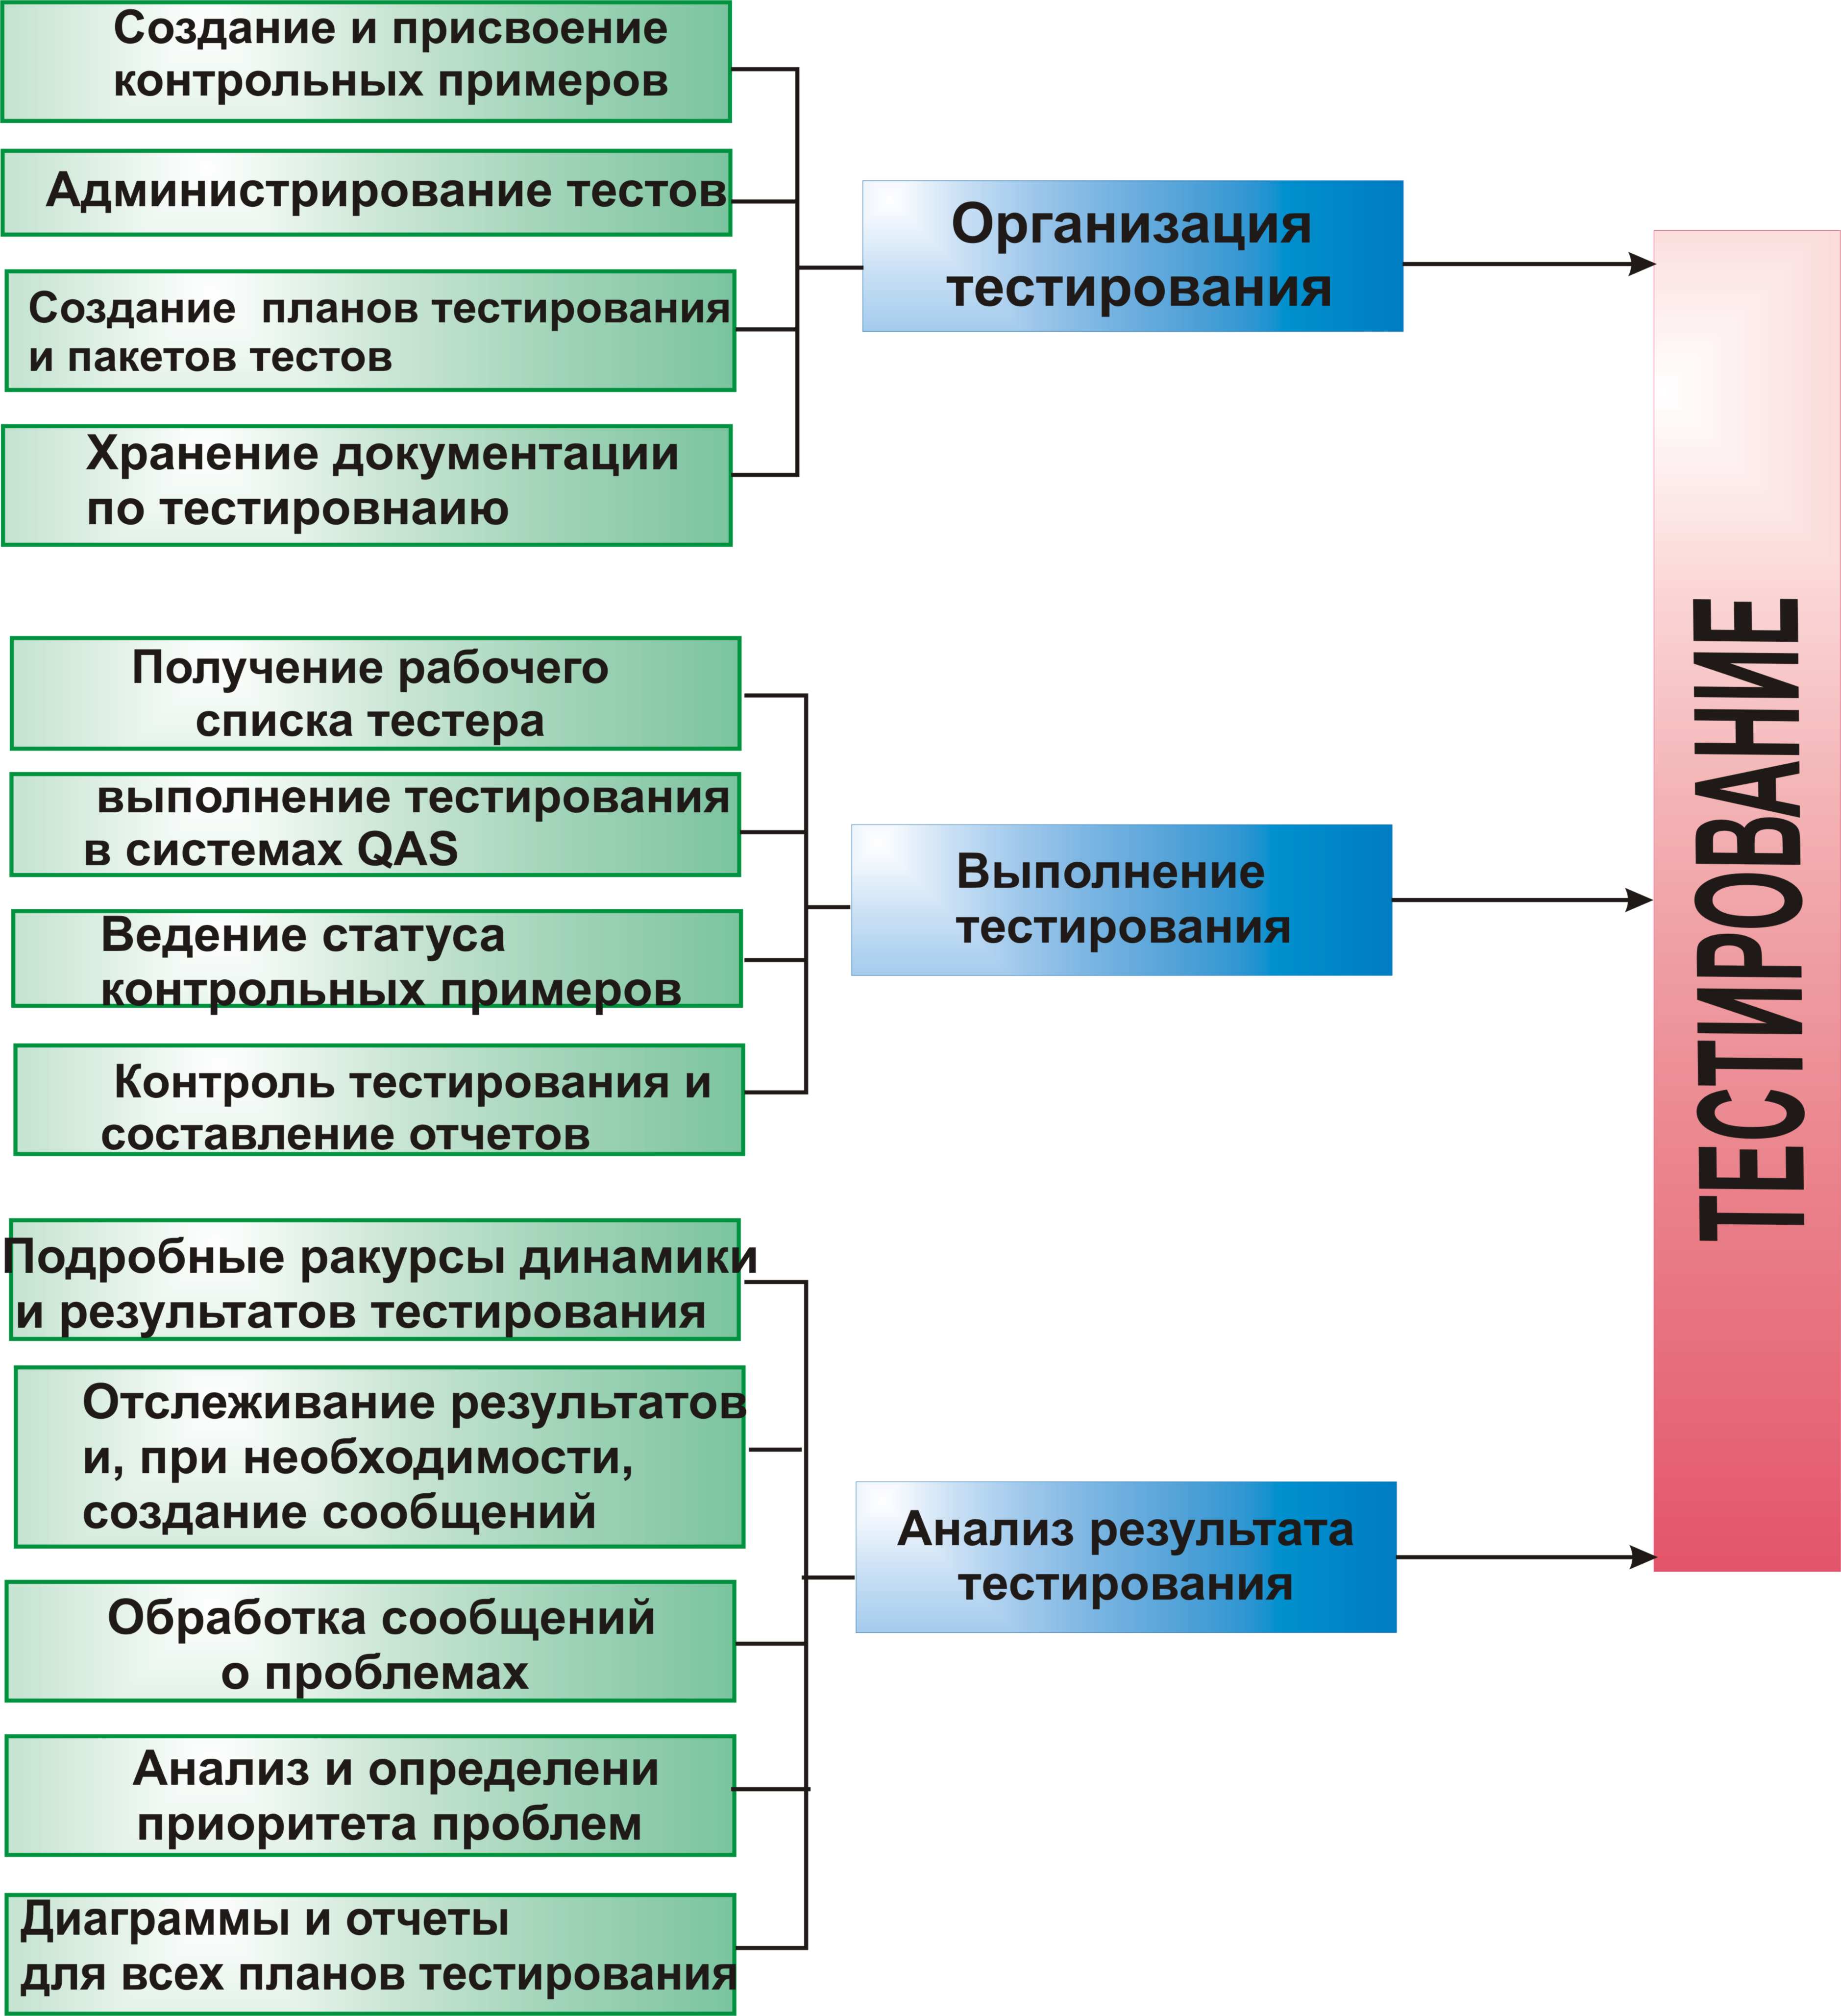 Создание и присвоение
контрольных примеров
Администрирование тестов
Создание планов тестирования
и пакетов тестов
Хранение документации
по тестировнаию
Организация
тестирования
Получение рабочего
списка тестера
выполнение тестирования
в системах QAS
Ведение статуса
контрольных примеров
Контроль тестирования и
составление отчетов
Выполнение
тестирования
Подробные ракурсы динамики
и результатов тестирования
Отслеживание результатов
и, при необходимости,
создание сообщений
Обработка сообщений
о проблемах
Анализ и определени
приоритета проблем
Диаграммы и отчеты
для всех планов тестирования
Анализ результата
тестирования
ТЕСТИРОВАНИЕ